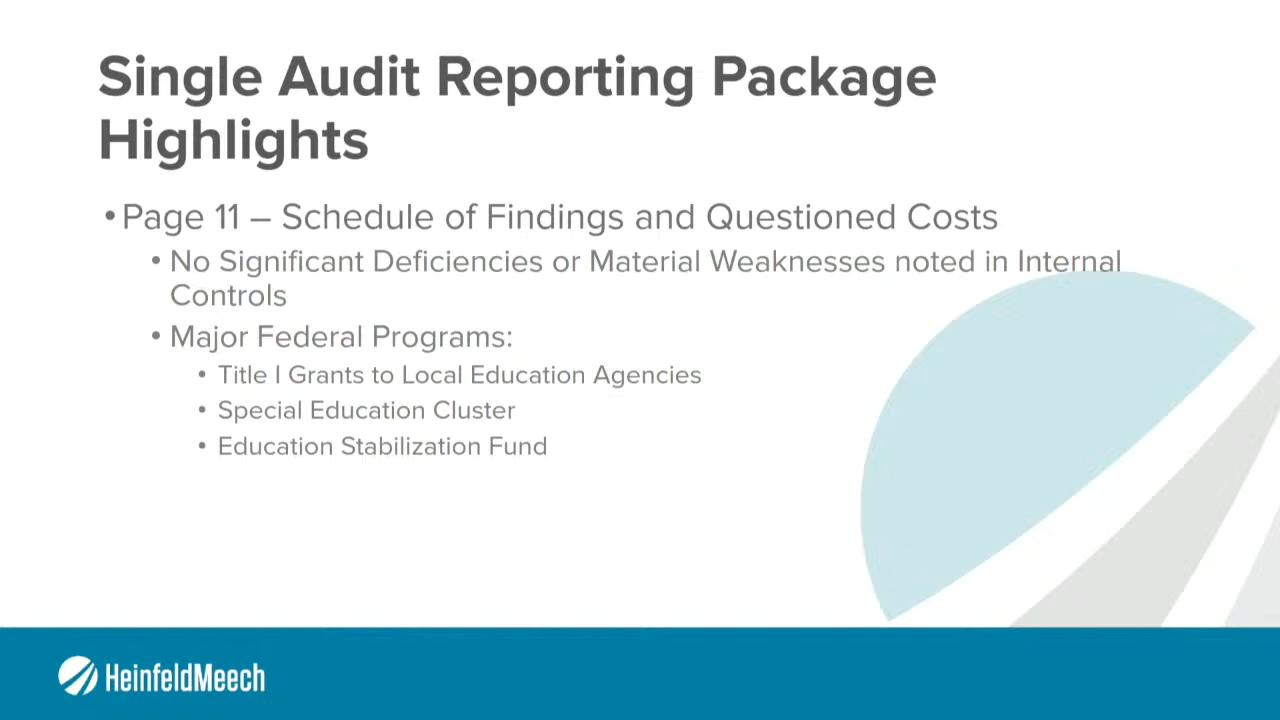 Single Audit Reporting Package
Highlights
• Page 11 – Schedule of Findings and Questioned Costs
• No Significant Deficiencies or Material Weaknesses noted in Internal
Controls
• Major Federal Programs:
• Title I Grants to Local Education Agencies
• Special Education Cluster
• Education Stabilization Fund
HeinfeldMeech